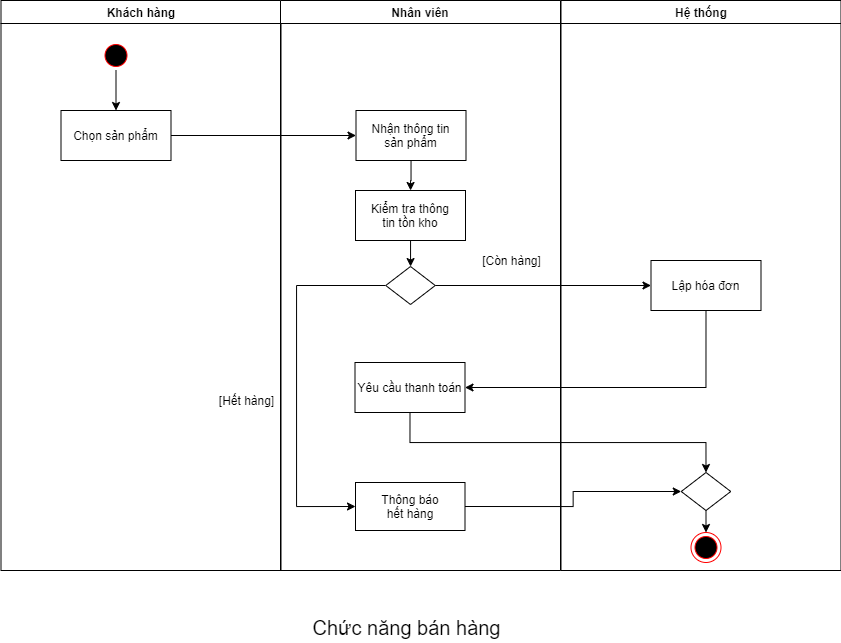 Khách hàng
Nhân viên
Hệ thống
Chọn sản phẩm
Nhận thông tin
sản phẩm
Kiểm tra thông
tin tồn kho
[Còn hàng]
Lập hóa đơn
Yêu cầu thanh toán
[Hết hàng]
Thông báo
hết hàng
Chức năng bán hàng